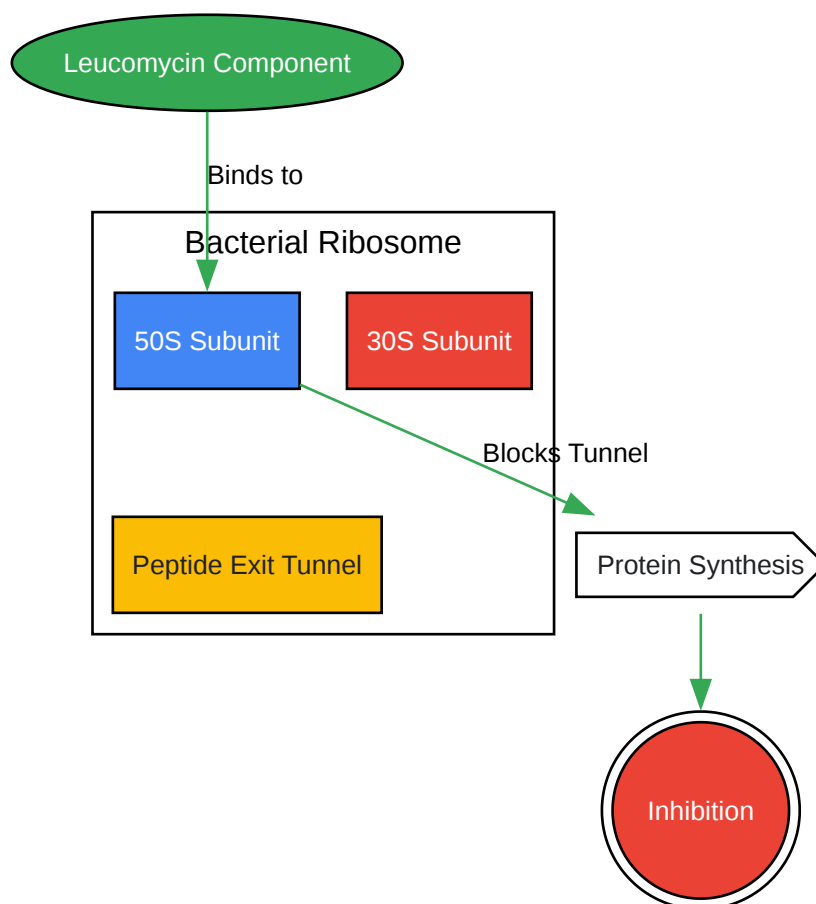 Leucomycin Component
Binds to
Bacterial Ribosome
50S Subunit
30S Subunit
Blocks Tunnel
Peptide Exit Tunnel
Protein Synthesis
Inhibition